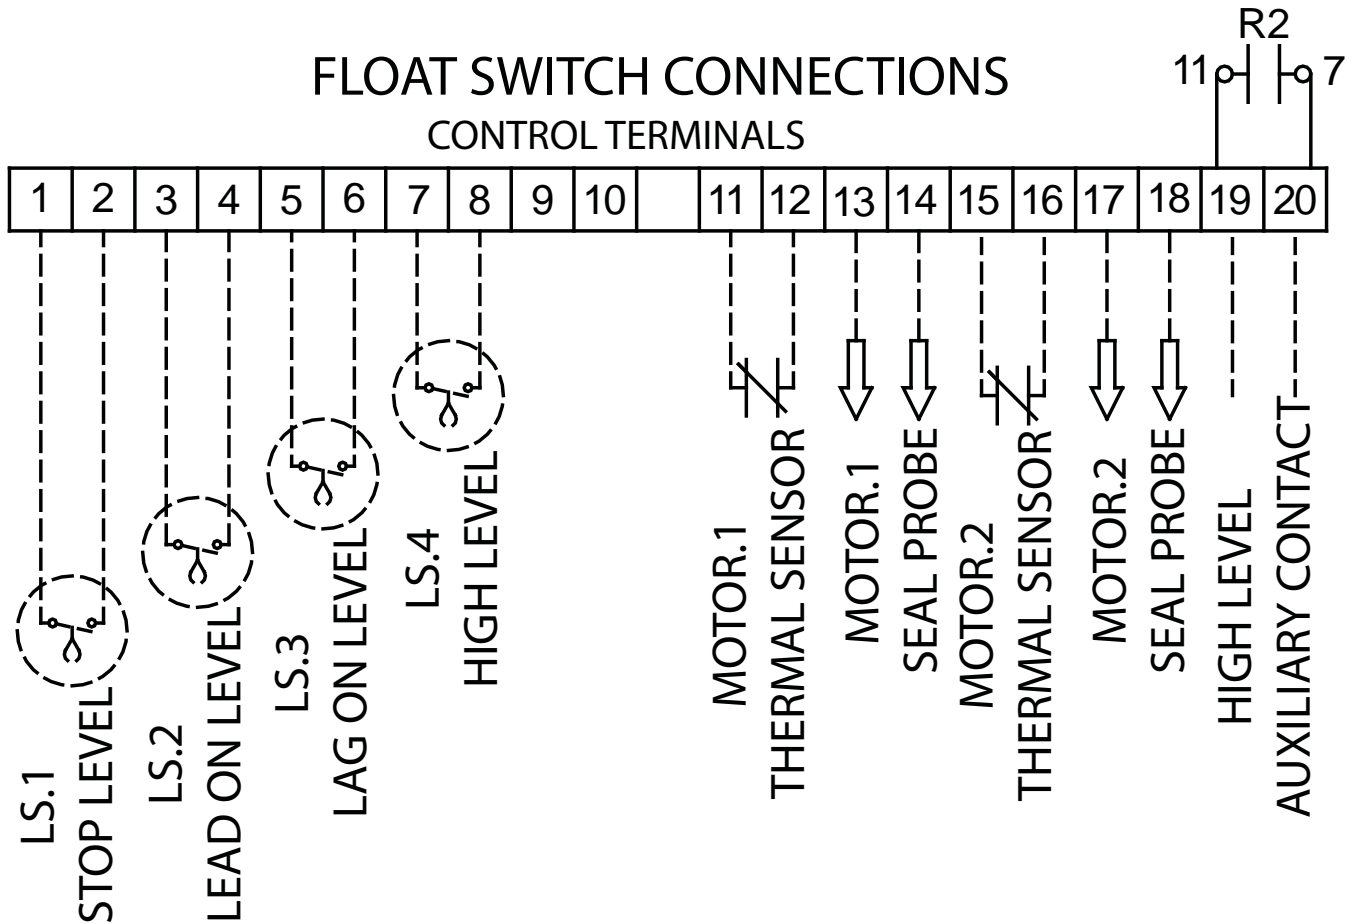 R2
11 7
FLOAT SWITCH CONNECTIONS
CONTROL TERMINALS
1 2 3 4 5 6 7 8 9 10 11 12 13 14 15 16 17 18 19 20
LS.1
STOP LEVEL
LS.2
LEAD ON LEVEL
LS.3
LAG ON LEVEL
LS.4
HIGH LEVEL
MOTOR.1
THERMAL SENSOR
MOTOR.1
SEAL PROBE
MOTOR.2
THERMAL SENSOR
MOTOR.2
SEAL PROBE
HIGH LEVEL
AUXILIARY CONTACT